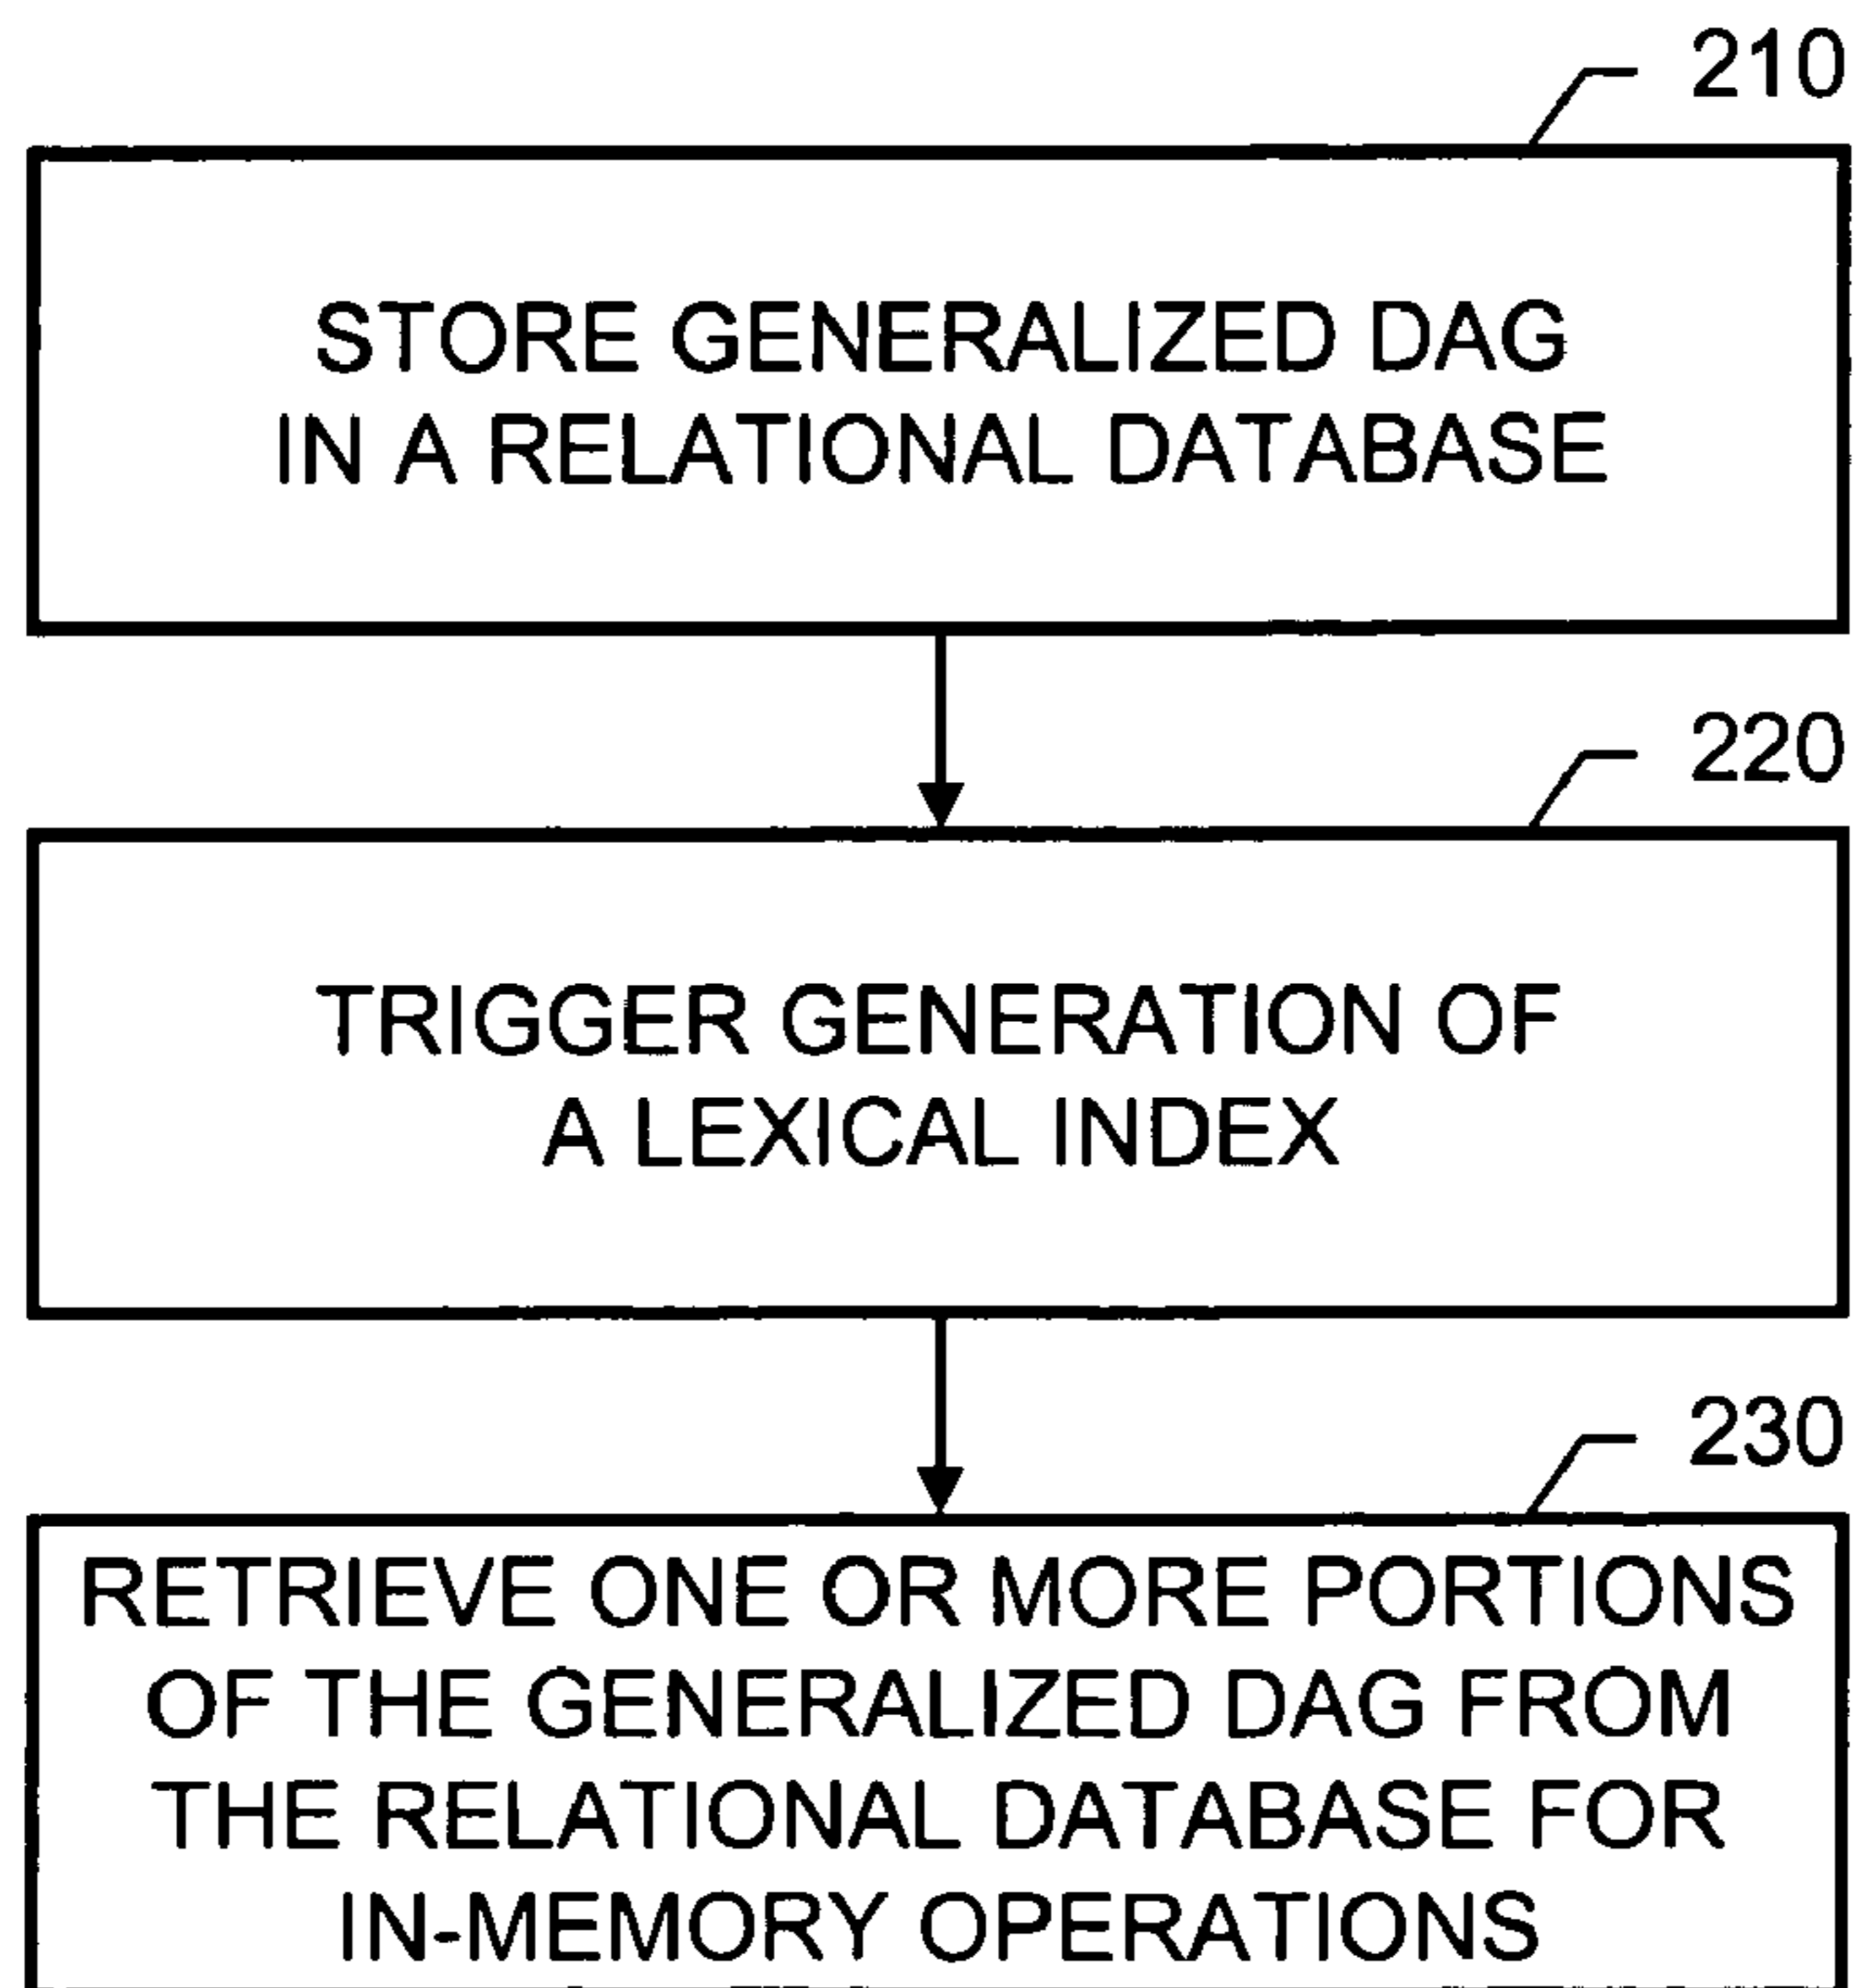 210
STORE GENERALIZED DAG
IN A RELATIONAL DATABASE
220
TRIGGER GENERATION OF
A LEXICAL INDEX
230
RETRIEVE ONE OR MORE PORTIONS
OF THE GENERALIZED DAG FROM
THE RELATIONAL DATABASE FOR
IN-MEMORY OPERATIONS